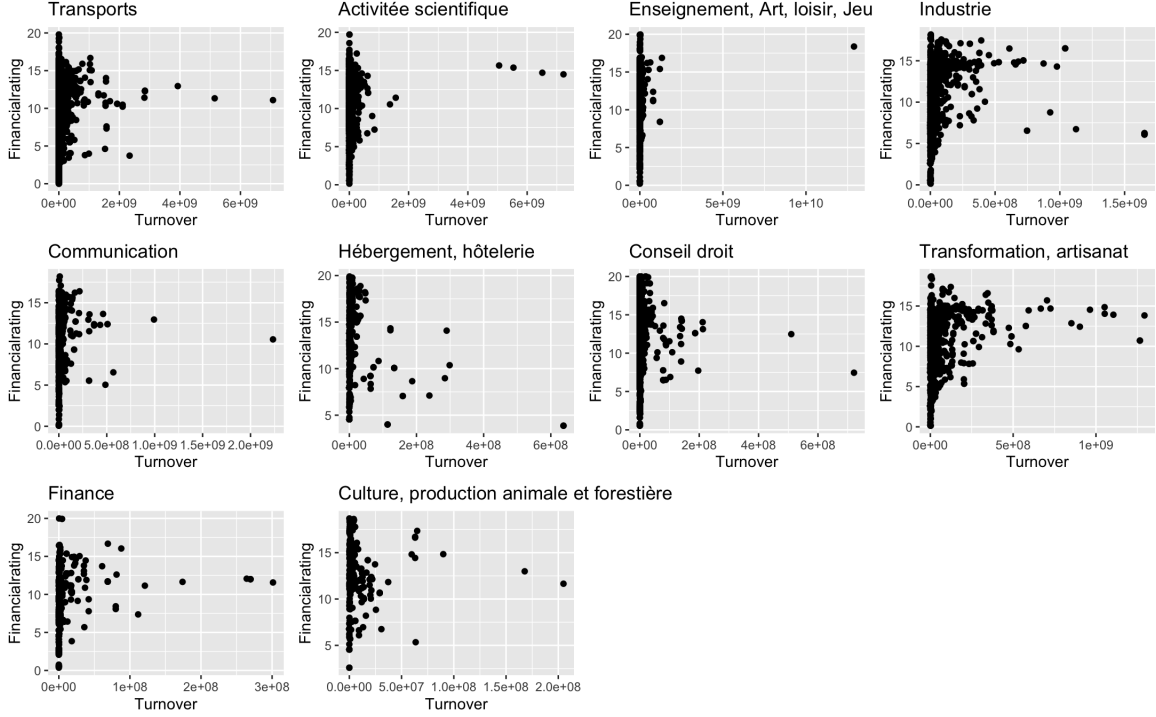 Transports
Activitée scientifique
Enseignement, Art, loisir, Jeu
Industrie
20
15
10
5
0
Financialrating
0e+00 2e+09 4e+09 6e+09
Turnover
20
15
10
5
0
Financialrating
0e+00 2e+09 4e+09 6e+09
Turnover
20
15
10
5
0
Financialrating
0e+00 5e+09 1e+10
Turnover
15
10
5
0
Financialrating
0.0e+00 5.0e+08 1.0e+09 1.5e+09
Turnover
Communication
Hébergement, hôtelerie
Conseil droit
Transformation, artisanat
15
10
5
0
Financialrating
0.0e+00 5.0e+08 1.0e+09 1.5e+09 2.0e+09
Turnover
20
15
10
5
Financialrating
0e+00 2e+08 4e+08 6e+08
Turnover
20
15
10
5
0
Financialrating
0e+00 2e+08 4e+08 6e+08
Turnover
15
10
5
0
Financialrating
0e+00 5e+08 1e+09
Turnover
Finance
Culture, production animale et forestière
20
15
10
5
0
Financialrating
0e+00 1e+08 2e+08 3e+08
Turnover
15
10
5
Financialrating
0.0e+00 5.0e+07 1.0e+08 1.5e+08 2.0e+08
Turnover